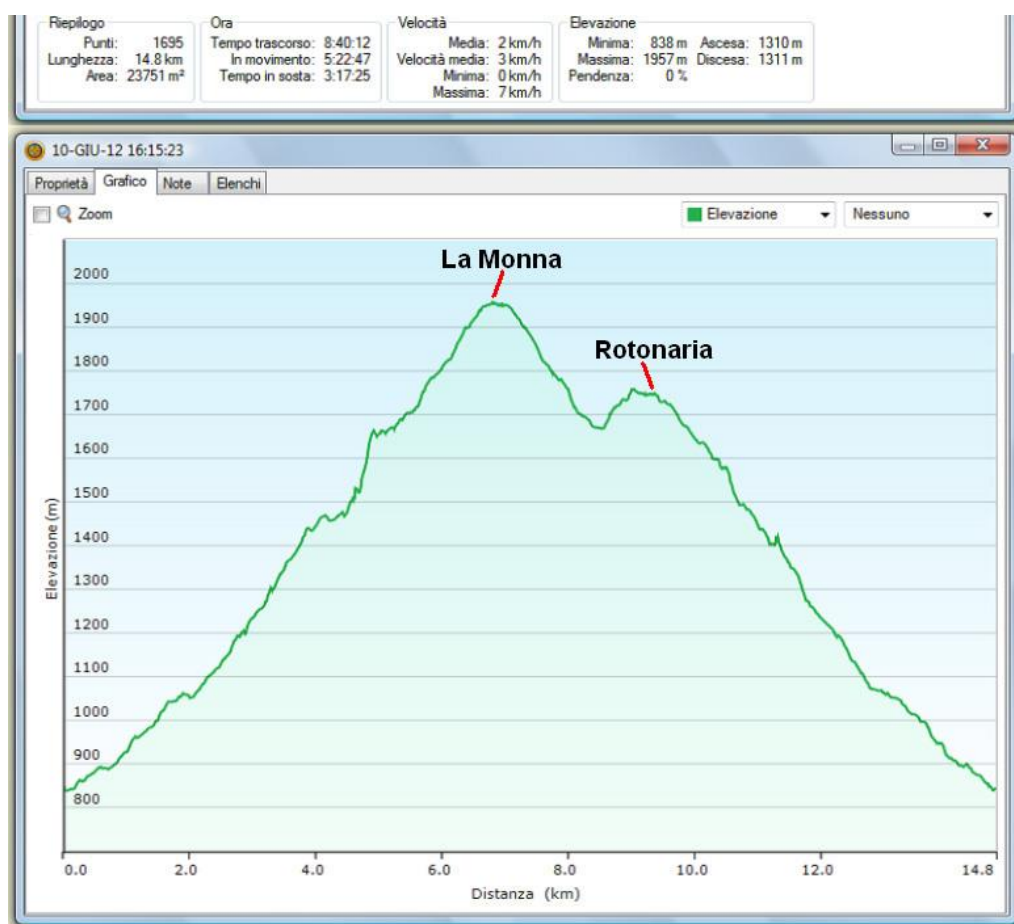 Riepilogo
Punti: 1695
Lunghezza: 14.8 km
Area: 23751 m²
Ora
Tempo trascorso: 8:40:12
In movimento: 5:22:47
Tempo in sosta: 3:17:25
Velocità
Media: 2 km/h
Velocità media: 3 km/h
Minima: 0 km/h
Massima: 7 km/h
Elevazione
Minima: 838 m Ascesa: 1310 m
Massima: 1957 m Discesa: 1311 m
Pendenza: 0 %
10-GIU-12 16:15:23
Proprietà Grafico Note Elenchi
Zoom Elevazione Nessuno
La Monna
Rotonaria
Elevazione (m)
2000
1900
1800
1700
1600
1500
1400
1300
1200
1100
1000
900
800
0.0 2.0 4.0 6.0 8.0 10.0 12.0 14.8
Distanza (km)